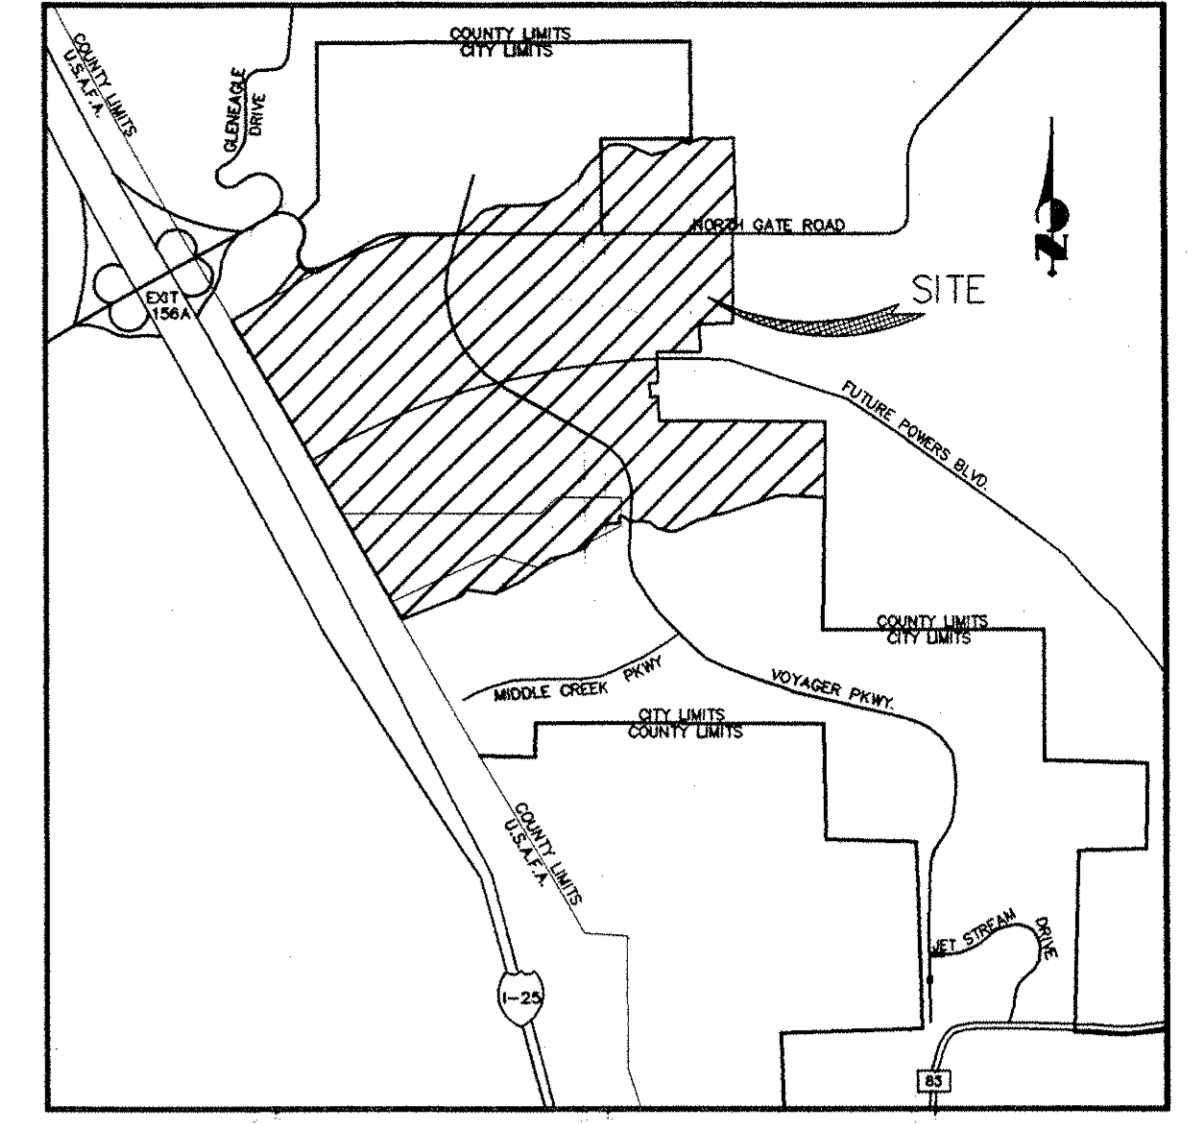 COUNTY LIMITS
CITY LIMITS
COUNTY LIMITS
U.S.A.F.A.
GLENEAGLE
DRIVE
N
NORTH GATE ROAD
EXIT
156A
SITE
FUTURE POWERS BLVD.
COUNTY LIMITS
CITY LIMITS
MIDDLE CREEK PKWY
VOYAGER PKWY.
CITY LIMITS
COUNTY LIMITS
COUNTY LIMITS
U.S.A.F.A.
JET STREAM DRIVE
I-25
83